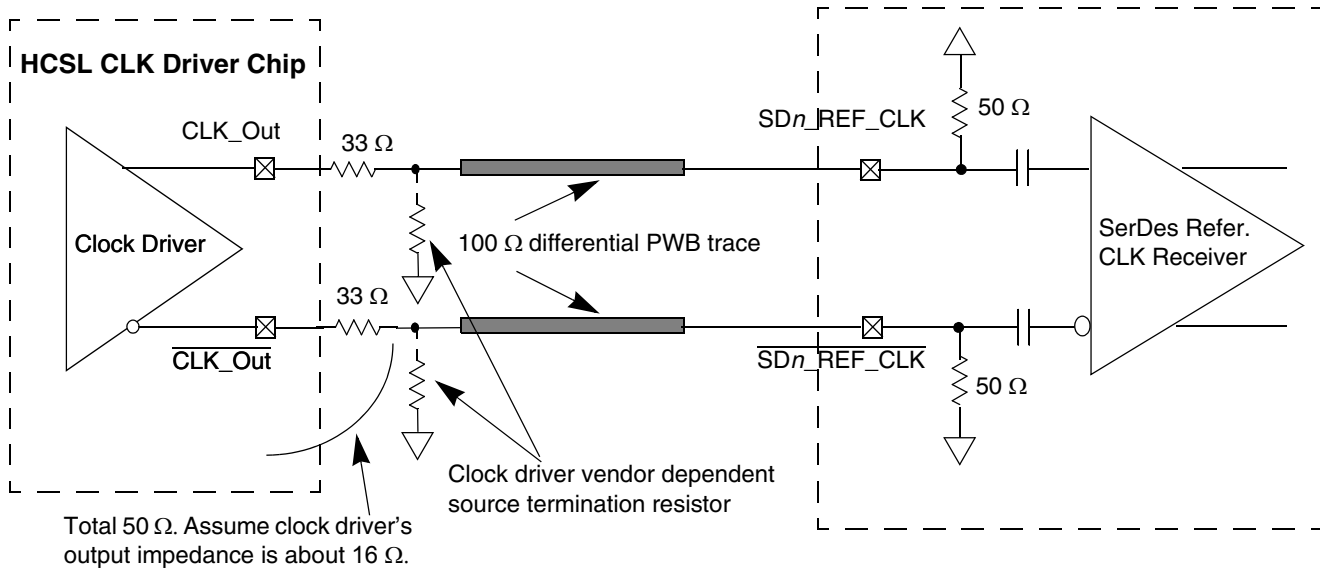 HCSL CLK Driver Chip
CLK_Out
33 Ω
SDn_REF_CLK
50 Ω
Clock Driver
100 Ω differential PWB trace
SerDes Refer.
CLK Receiver
33 Ω
CLK_Out
SDn_REF_CLK
50 Ω
Clock driver vendor dependent
source termination resistor
Total 50 Ω. Assume clock driver's
output impedance is about 16 Ω.